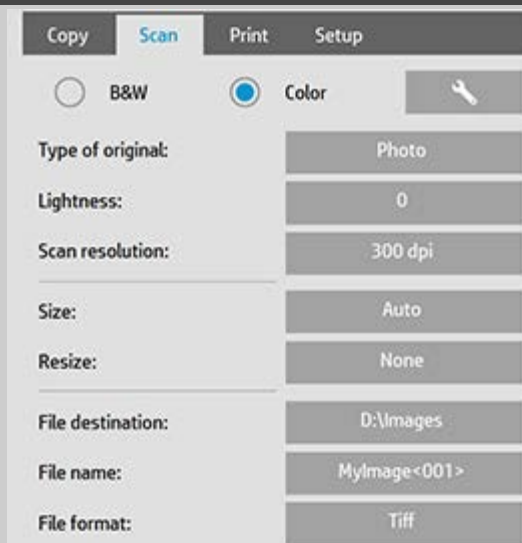 Copy Scan Print Setup
B&W Color
Type of original: Photo
Lightness: 0
Scan resolution: 300 dpi
Size: Auto
Resize: None
File destination: D:\Images
File name: MyImage<001>
File format: Tiff